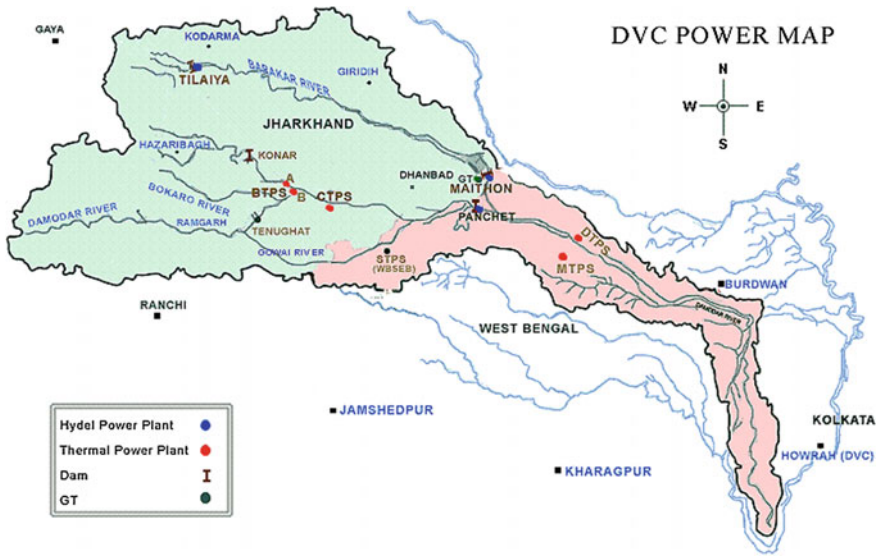 DVC POWER MAP
GAYA
KODARMA
TILAIYA
BARAKAR RIVER
GIRIDIH
N
W
E
S
JHARKHAND
HAZARIBAGH
KONAR
DHANBAD
GT
MAITHON
A
BTPS
B
CTPS
BOKARO RIVER
PANCHET
DAMODAR RIVER
RAMGARH
TENUGHAT
GOWAI RIVER
STPS
(WBSEB)
DTPS
MTPS
BURDWAN
RANCHI
DAMODAR RIVER
WEST BENGAL
JAMSHEDPUR
KOLKATA
HOWRAH (DVC)
KHARAGPUR
Hydel Power Plant
Thermal Power Plant
Dam
GT